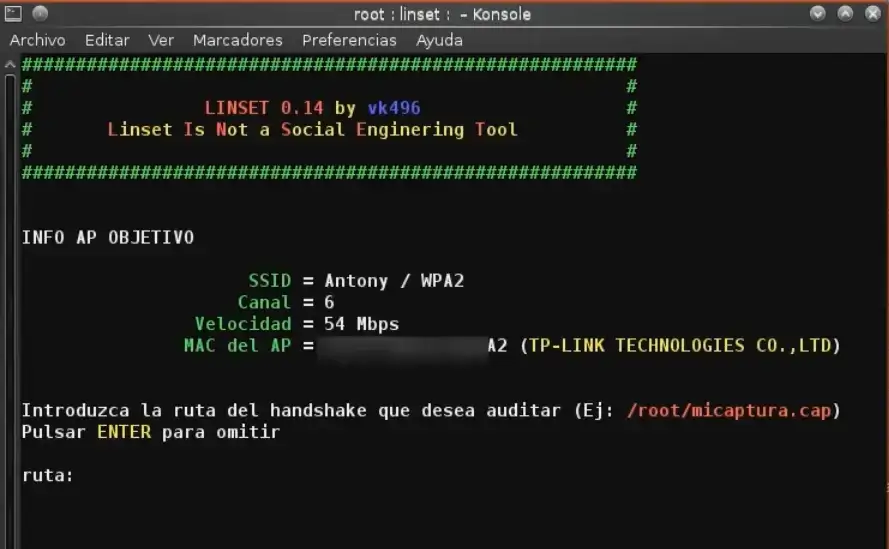 root : linset : – Konsole
Archivo Editar Ver Marcadores Preferencias Ayuda
#########################################################
# #
# LINSET 0.14 by vk496 #
# Linset Is Not a Social Enginering Tool #
# #
#########################################################
INFO AP OBJETIVO
SSID = Antony / WPA2
Canal = 6
Velocidad = 54 Mbps
MAC del AP = A2 (TP-LINK TECHNOLOGIES CO.,LTD)
Introduzca la ruta del handshake que desea auditar (Ej: /root/micaptura.cap)
Pulsar ENTER para omitir
ruta: